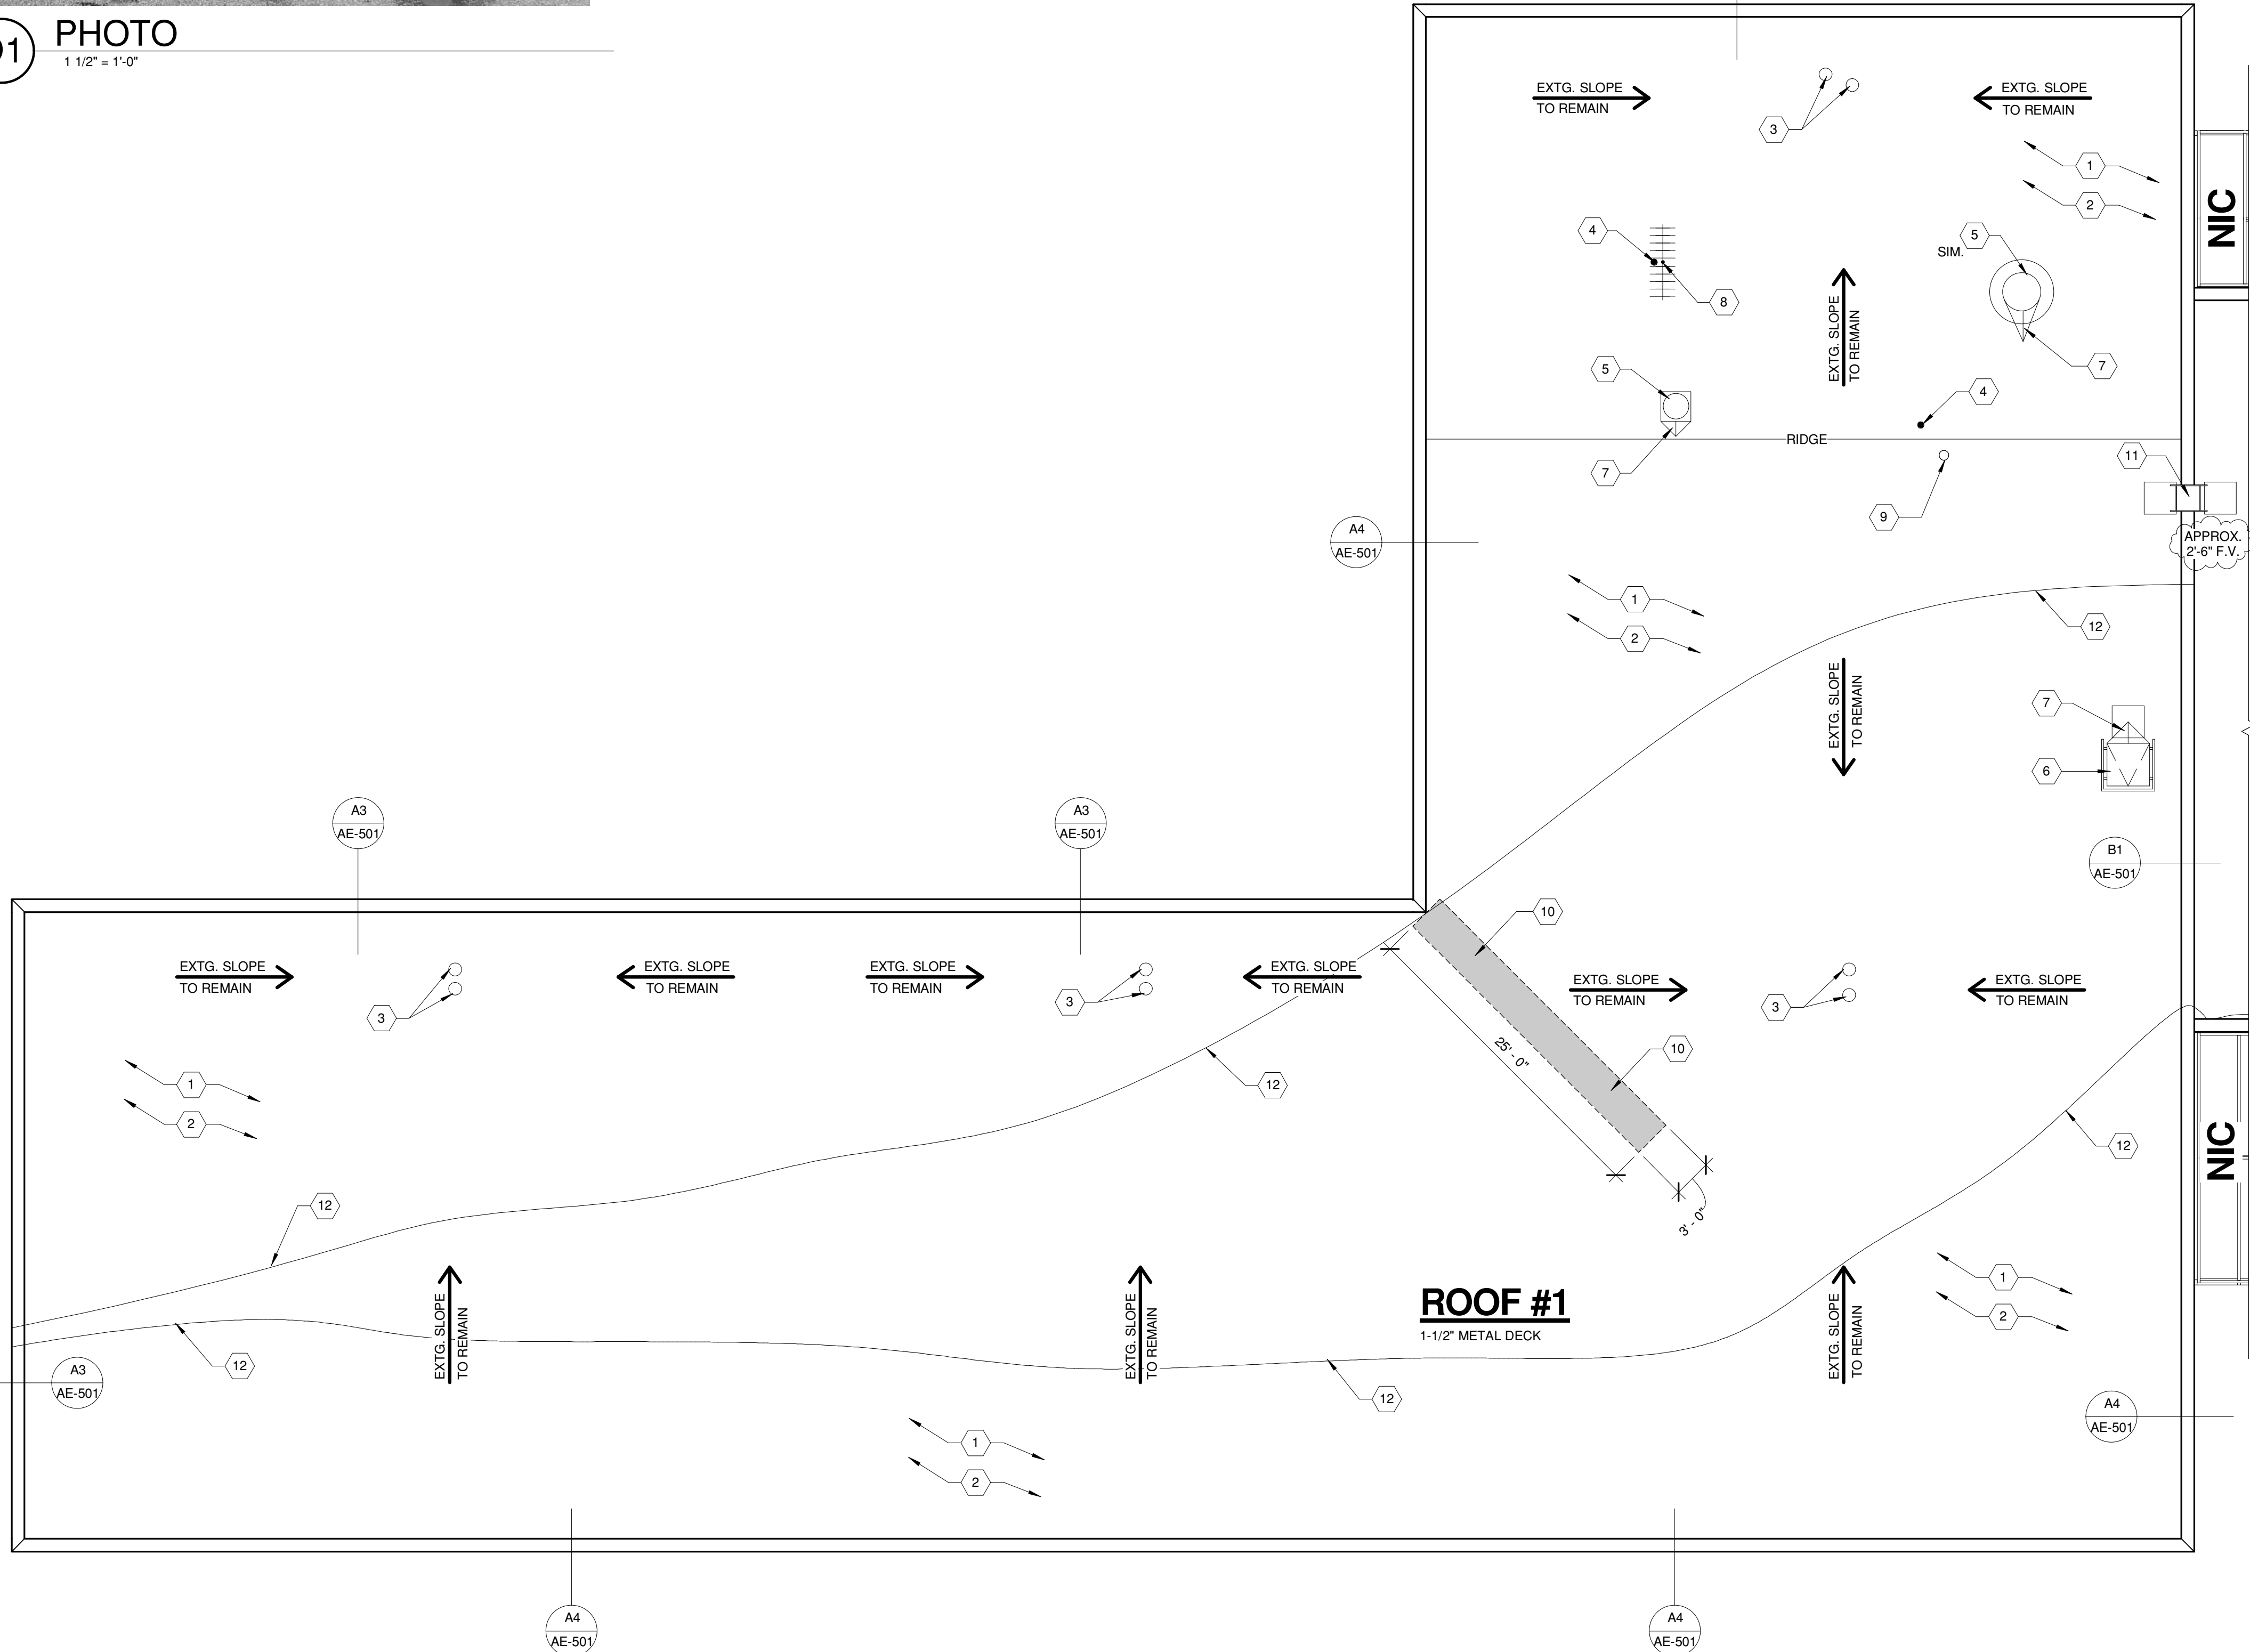 PHOTO
1 1/2" = 1'-0"
EXTG. SLOPE
TO REMAIN
3
EXTG. SLOPE
TO REMAIN
1
2
NIC
4
8
SIM.
5
7
EXTG. SLOPE
TO REMAIN
5
7
4
RIDGE
9
11
APPROX.
2'-6" F.V.
A4
AE-501
1
2
12
EXTG. SLOPE
TO REMAIN
7
6
A3
AE-501
A3
AE-501
B1
AE-501
EXTG. SLOPE
TO REMAIN
3
EXTG. SLOPE
TO REMAIN
EXTG. SLOPE
TO REMAIN
3
EXTG. SLOPE
TO REMAIN
10
EXTG. SLOPE
TO REMAIN
3
EXTG. SLOPE
TO REMAIN
10
25' - 0"
3' - 0"
1
2
12
12
NIC
12
12
A3
AE-501
EXTG. SLOPE
TO REMAIN
EXTG. SLOPE
TO REMAIN
ROOF #1
1-1/2" METAL DECK
EXTG. SLOPE
TO REMAIN
1
2
12
A4
AE-501
1
2
A4
AE-501
A4
AE-501